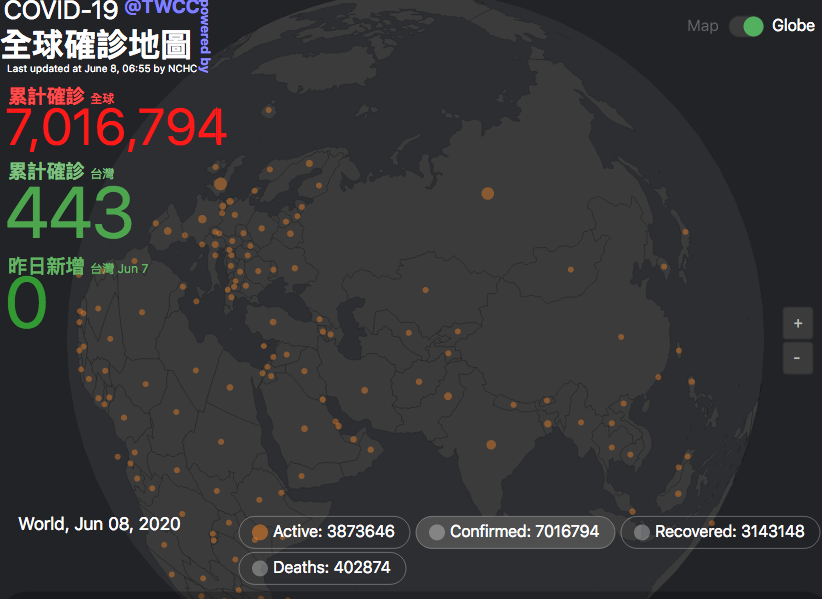 COVID-19 @TWCC
powered by
全球確診地圖
Last updated at June 8, 06:55 by NCHC
Map Globe
累計確診 全球
7,016,794
累計確診 台灣
443
昨日新增 台灣 Jun 7
0
+
-
World, Jun 08, 2020
Active: 3873646
Confirmed: 7016794
Recovered: 3143148
Deaths: 402874